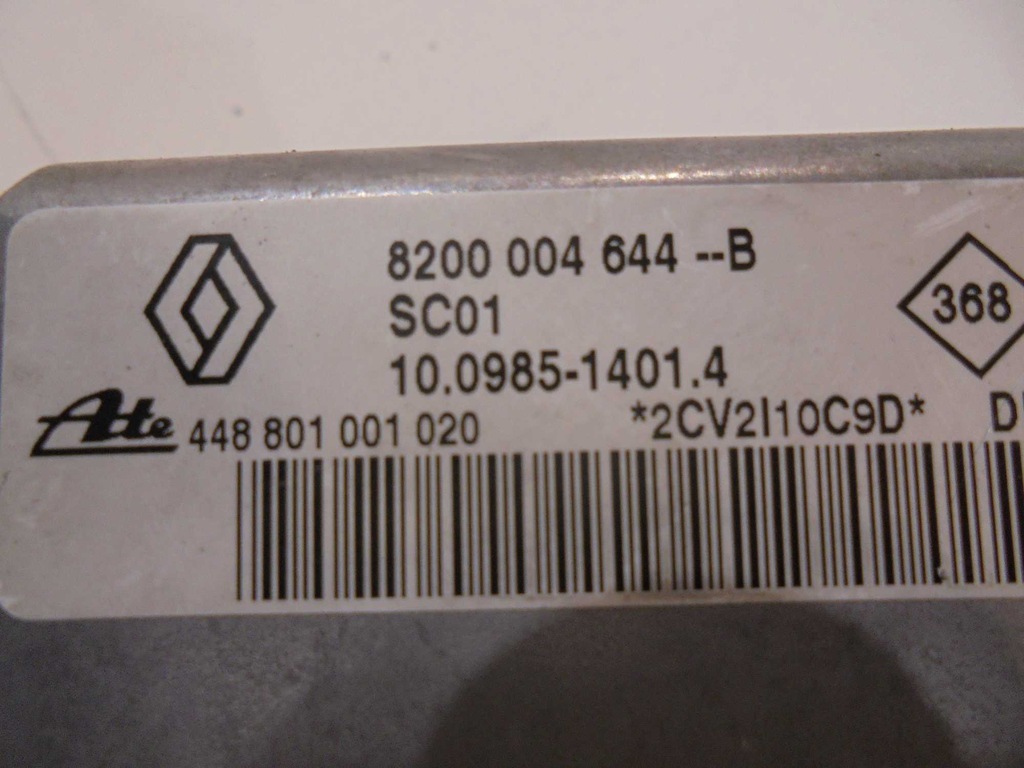 8200 004 644 --B
SC01
368
10.0985-1401.4
Ate 448 801 001 020 *2CV2I10C9D*